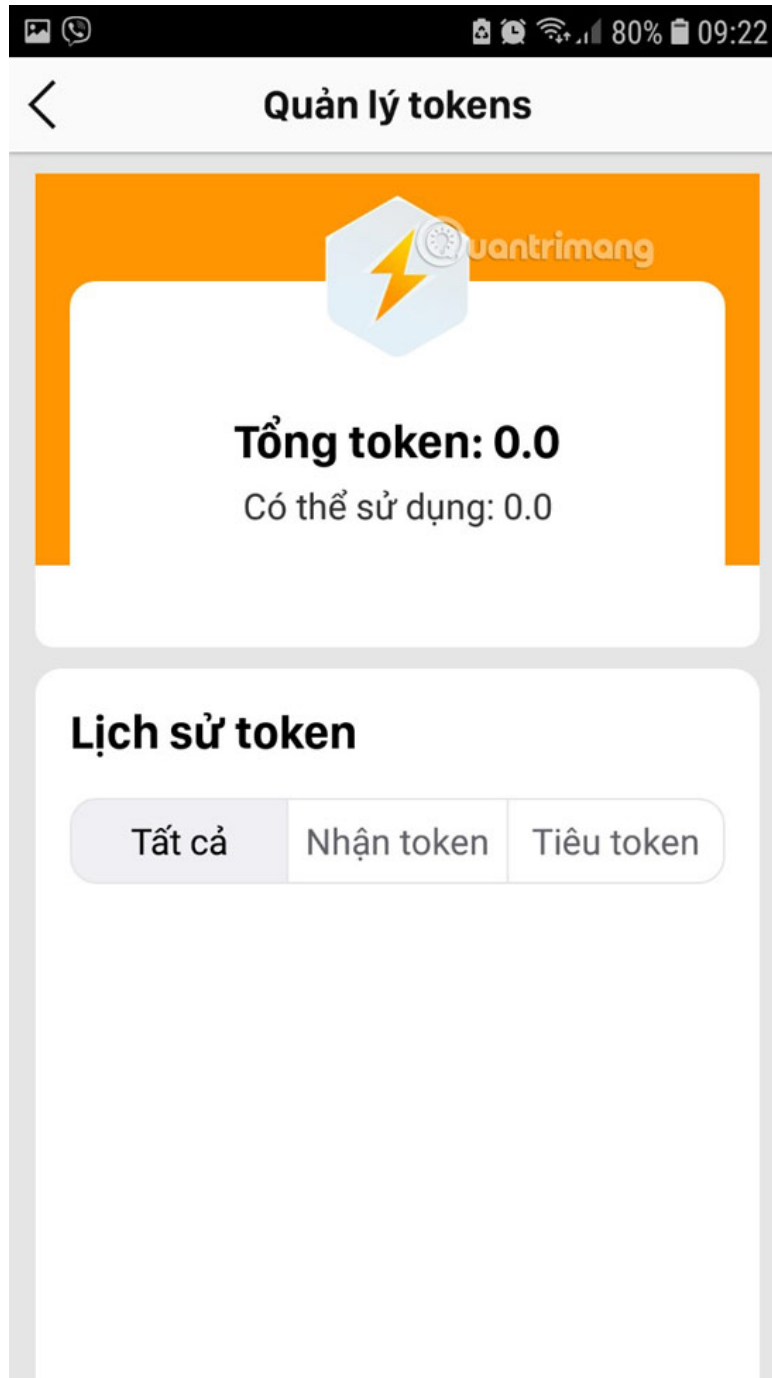 80% 09:22
Quản lý tokens
Quantrimang
Tổng token: 0.0
Có thể sử dụng: 0.0
Lịch sử token
Tất cả Nhận token Tiêu token